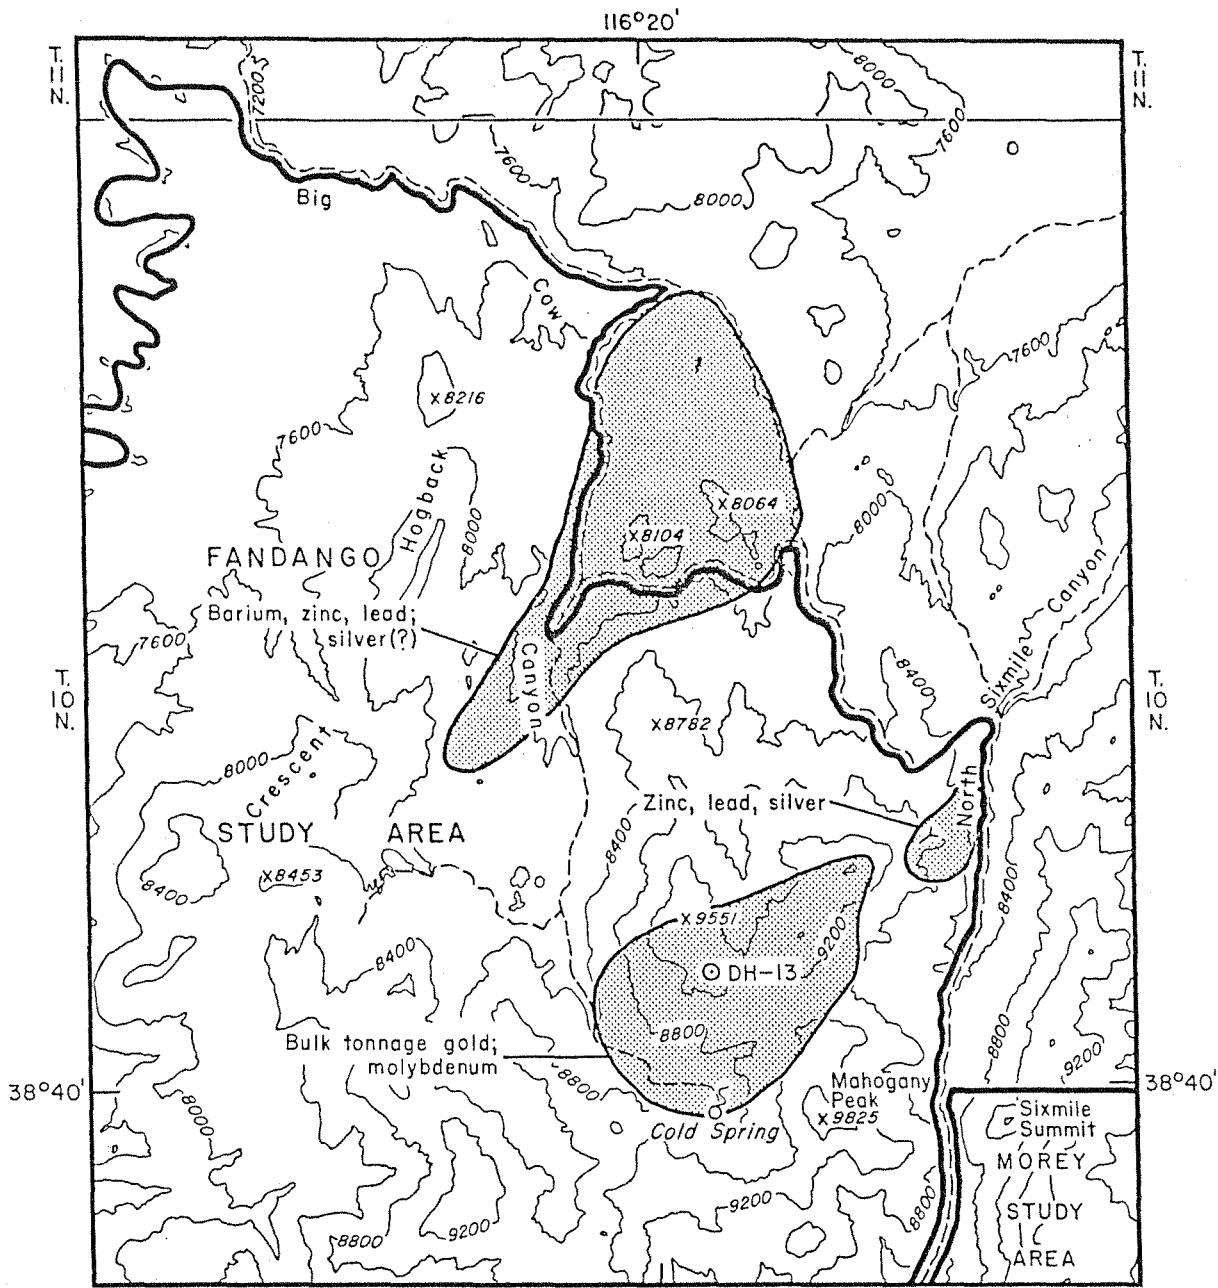 116°20'
T.
11
N.
T.
11
N.
7200
8000
7600
7600
8000
Big
Cow
7600
x8216
7600
Hogback
8000
x8064
x8104
8000
FANDANGO
Barium, zinc, lead;
silver(?)
7600
Canyon
Sixmile Canyon
8400
T.
10
N.
T.
10
N.
x8782
8000
Crescent
North
Zinc, lead, silver
STUDY AREA
8400
8400
x8453
8400
x9551
9200
8400
DH-13
8800
Bulk tonnage gold;
molybdenum
8800
8800
9200
38°40'
38°40'
Mahogany
Peak
x9825
Cold Spring
8000
Sixmile
Summit
MOREY
STUDY
AREA
9200
8800
8800
9200